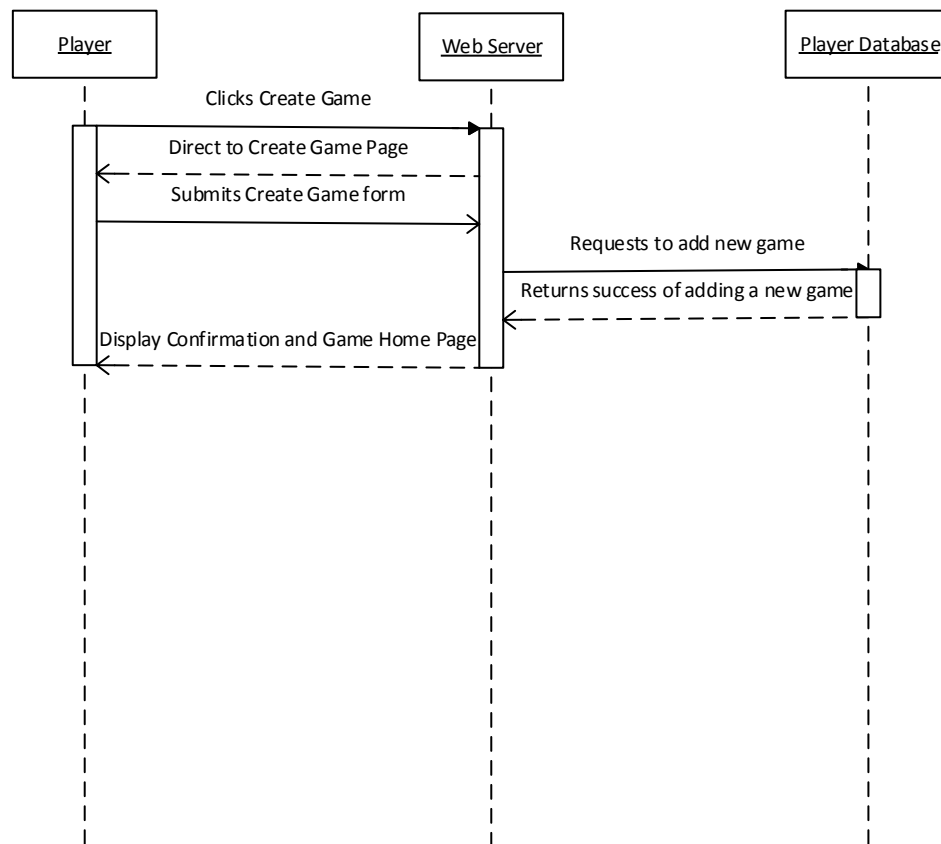 Player
Web Server
Player Database
Clicks Create Game
Direct to Create Game Page
Submits Create Game form
Requests to add new game
Returns success of adding a new game
Display Confirmation and Game Home Page